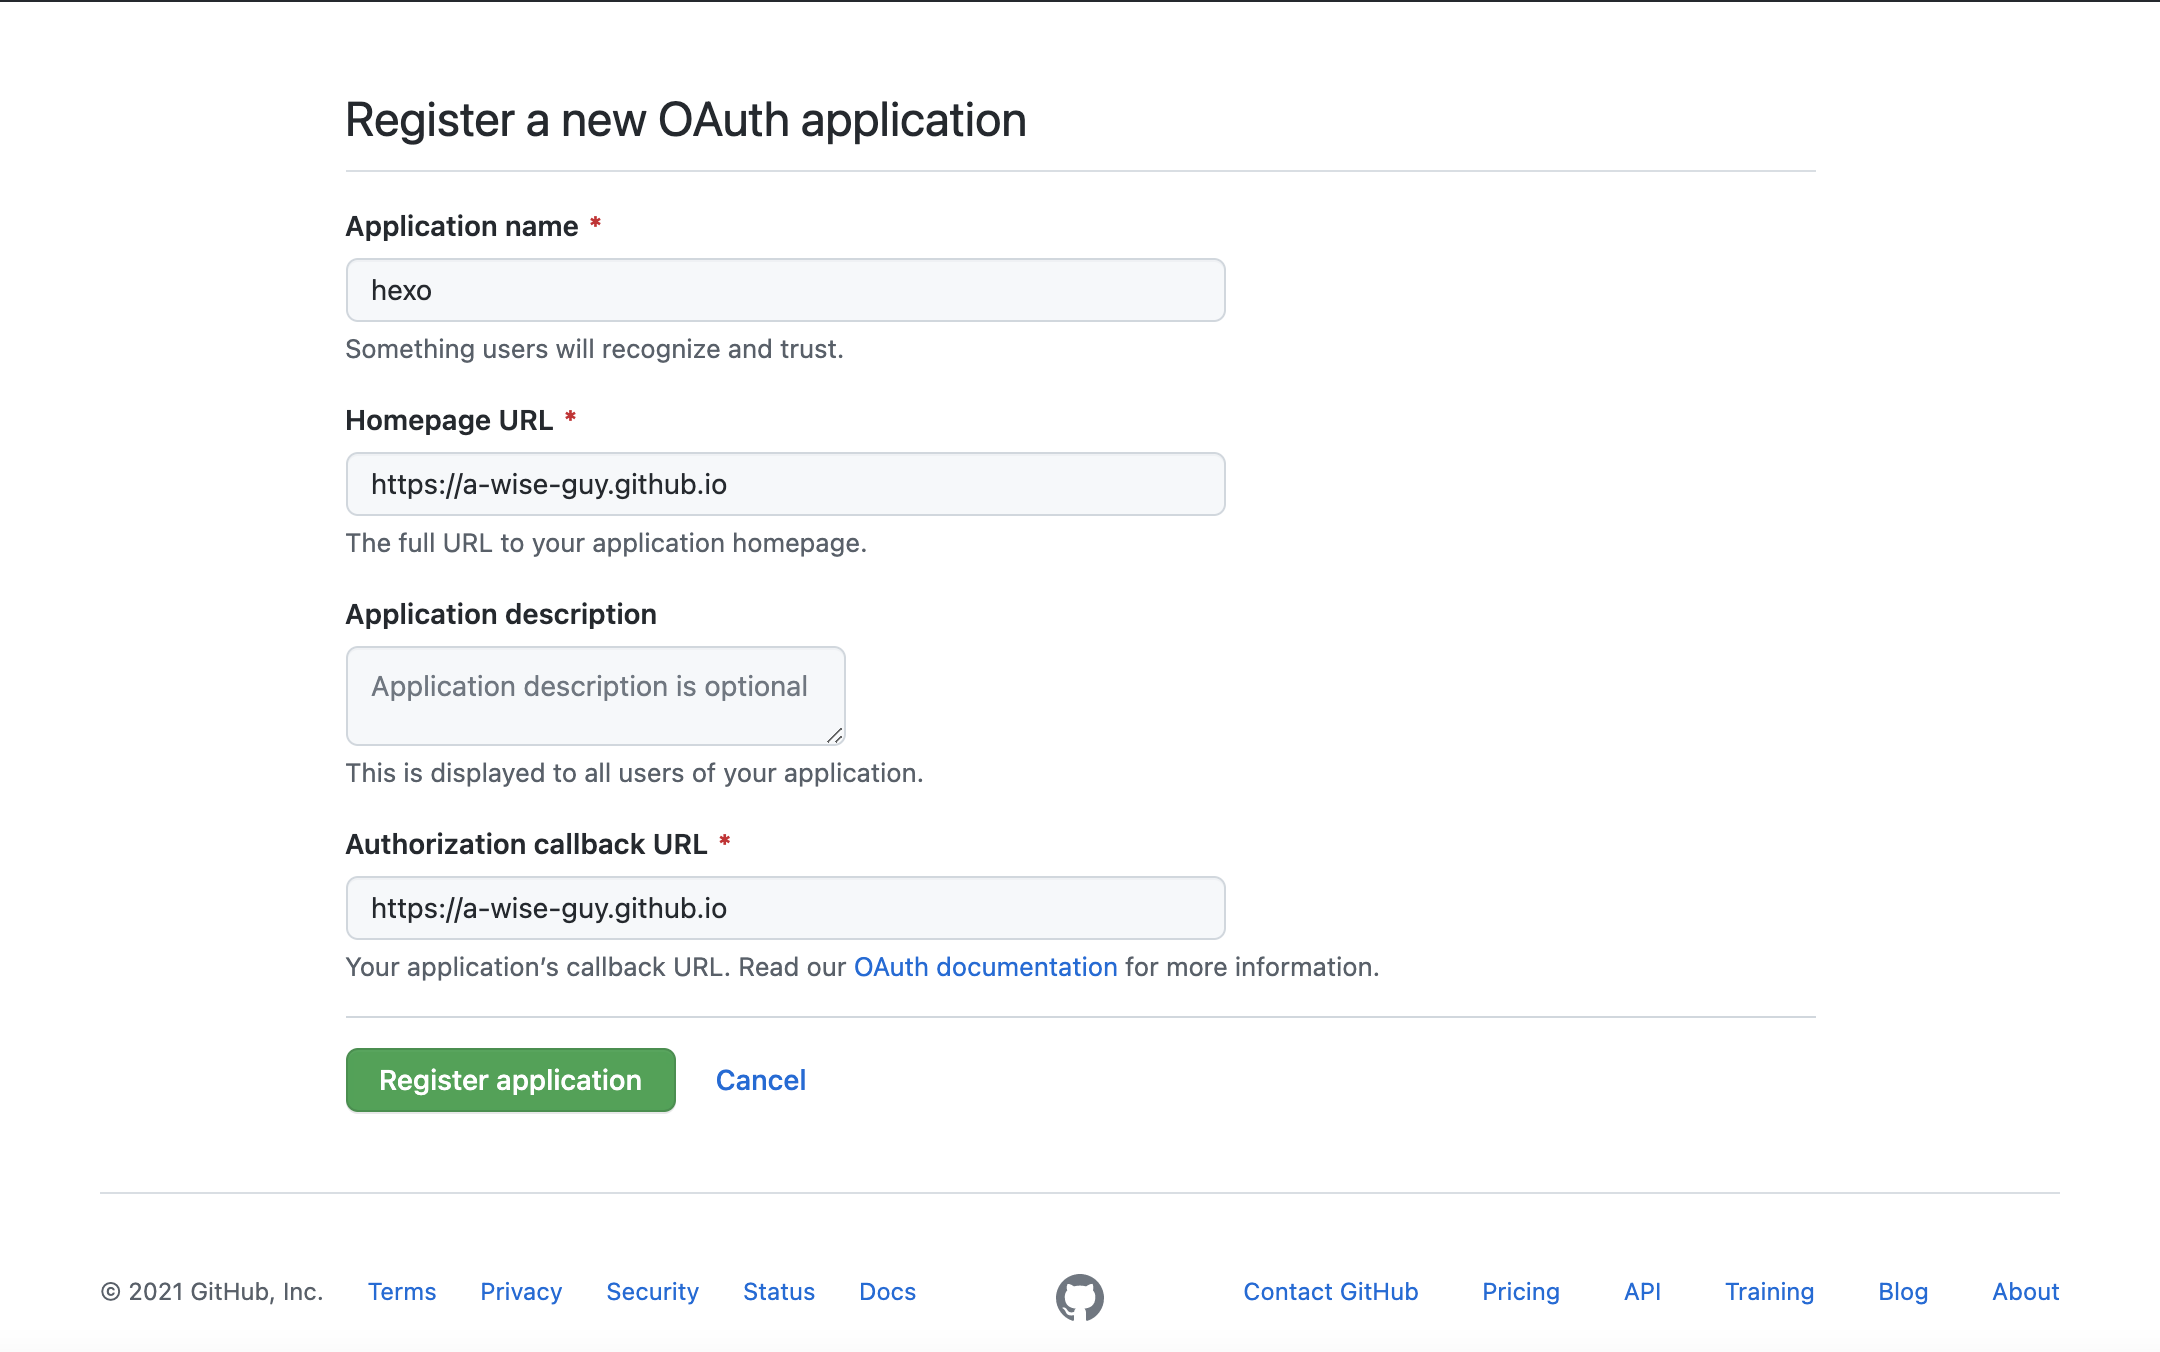 Register a new OAuth application
Application name *
hexo
Something users will recognize and trust.
Homepage URL *
https://a-wise-guy.github.io
The full URL to your application homepage.
Application description
Application description is optional
This is displayed to all users of your application.
Authorization callback URL *
https://a-wise-guy.github.io
Your application’s callback URL. Read our OAuth documentation for more information.
Register application Cancel
© 2021 GitHub, Inc. Terms Privacy Security Status Docs Contact GitHub Pricing API Training Blog About